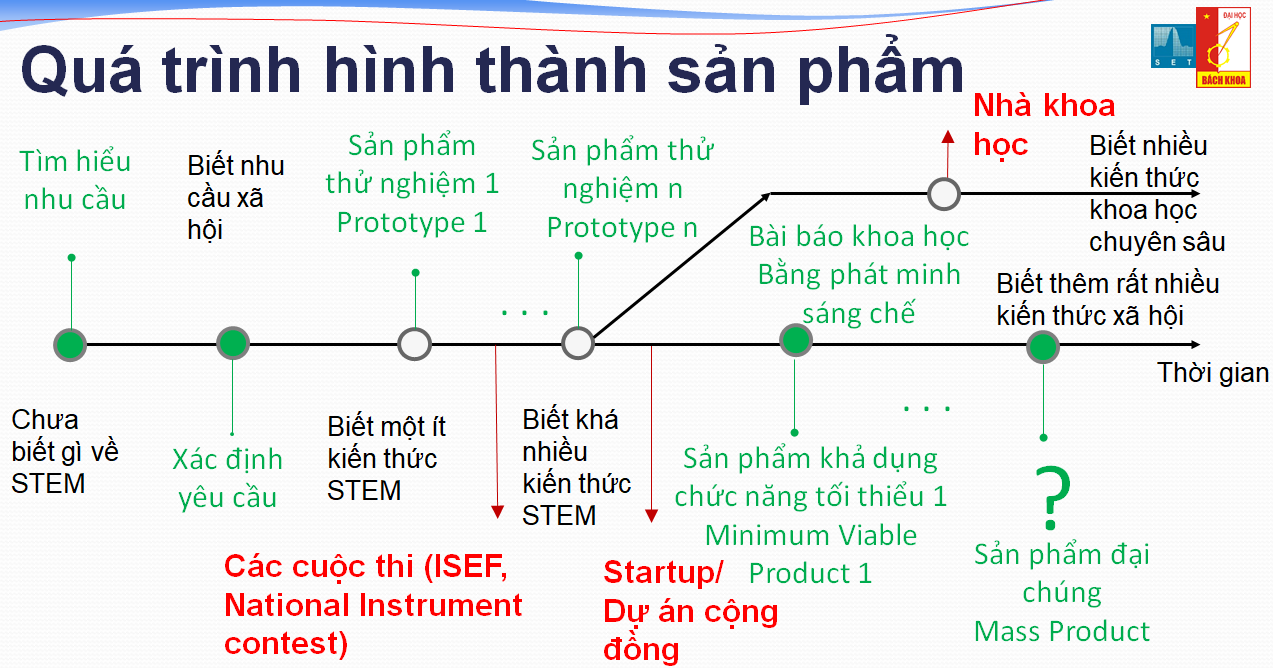 Quá trình hình thành sản phẩm
SET
ĐẠI HỌC
BÁCH KHOA
Tìm hiểu
nhu cầu
Biết nhu
cầu xã
hội
Sản phẩm
thử nghiệm 1
Prototype 1
Sản phẩm thử
nghiệm n
Prototype n
. . .
Nhà khoa
học
Biết nhiều
kiến thức
khoa học
chuyên sâu
Bài báo khoa học
Bằng phát minh
sáng chế
Biết thêm rất nhiều
kiến thức xã hội
Thời gian
Chưa
biết gì về
STEM
Xác định
yêu cầu
Biết một ít
kiến thức
STEM
Biết khá
nhiều
kiến thức
STEM
Sản phẩm khả dụng
chức năng tối thiểu 1
Minimum Viable
Product 1
. . .
?
Sản phẩm đại
chúng
Mass Product
Các cuộc thi (ISEF,
National Instrument
contest)
Startup/
Dự án cộng
đồng